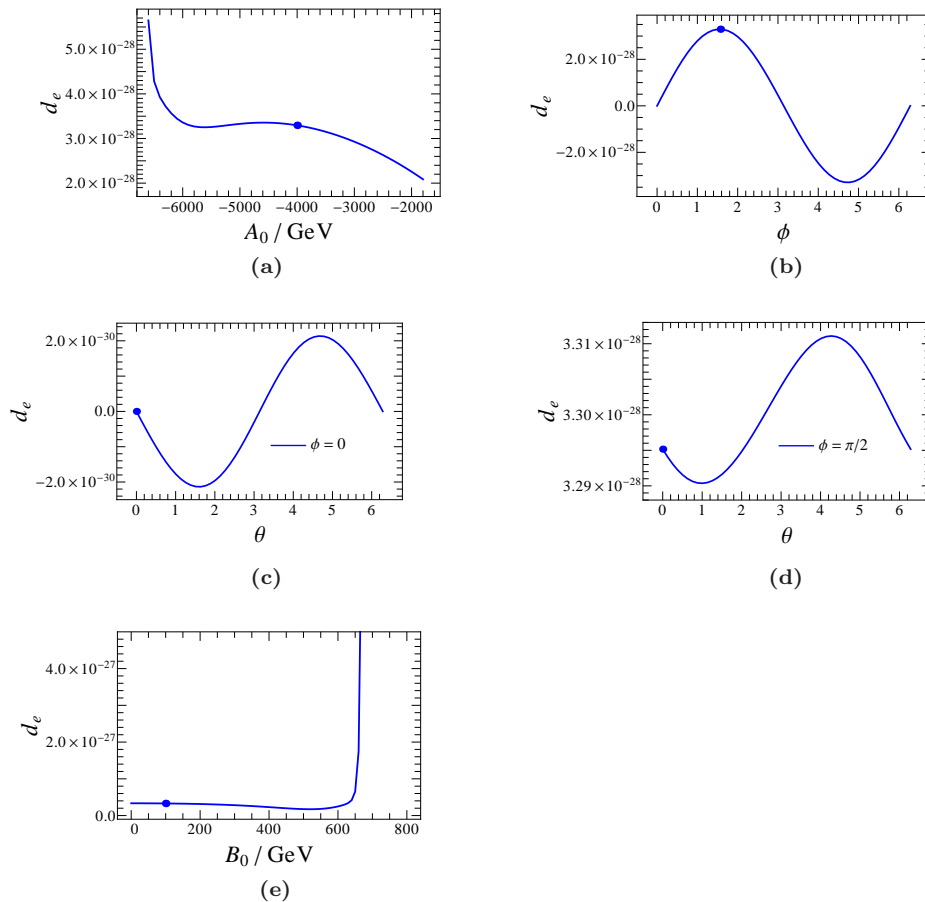 5.0×10⁻²⁸
4.0×10⁻²⁸
3.0×10⁻²⁸
2.0×10⁻²⁸
d_e
−6000 −5000 −4000 −3000 −2000
A₀ / GeV
(a)
2.0×10⁻²⁸
0.0
−2.0×10⁻²⁸
d_e
0 1 2 3 4 5 6
ϕ
(b)
2.0×10⁻³⁰
0.0
−2.0×10⁻³⁰
d_e
ϕ = 0
0 1 2 3 4 5 6
θ
(c)
3.31×10⁻²⁸
3.30×10⁻²⁸
3.29×10⁻²⁸
d_e
ϕ = π/2
0 1 2 3 4 5 6
θ
(d)
4.0×10⁻²⁷
2.0×10⁻²⁷
0.0
d_e
0 200 400 600 800
B₀ / GeV
(e)